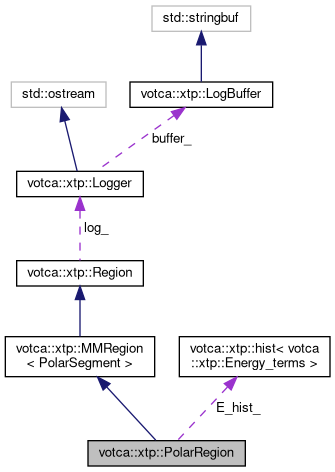 std::stringbuf
std::ostream
votca::xtp::LogBuffer
buffer_
votca::xtp::Logger
log_
votca::xtp::Region
votca::xtp::MMRegion
< PolarSegment >
votca::xtp::hist< votca
::xtp::Energy_terms >
E_hist_
votca::xtp::PolarRegion